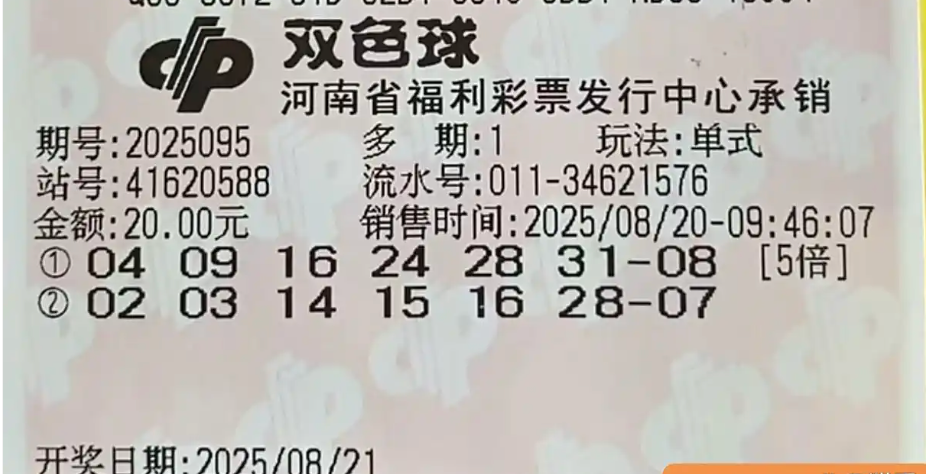 双色球
河南省福利彩票发行中心承销
期号:2025095 多 期:1 玩法:单式
站号:41620588 流水号:011-34621576
金额:20.00元 销售时间:2025/08/20-09:46:07
① 04 09 16 24 28 31-08 [5倍]
② 02 03 14 15 16 28-07
开奖日期:2025/08/21